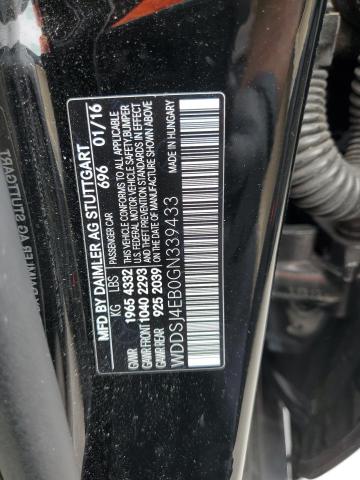 MFD BY DAIMLER AG STUTTGART
PASSENGER CAR 696 01/16
KG LBS THIS VEHICLE CONFORMS TO ALL APPLICABLE
GAWR 1965 4332 U.S. FEDERAL MOTOR VEHICLE SAFETY, BUMPER
GAWR FRONT 1040 2293 AND THEFT PREVENTION STANDARDS IN EFFECT
GAWR REAR 925 2039 ON THE DATE OF MANUFACTURE SHOWN ABOVE.
WDDSJ4EB0GN339433 MADE IN HUNGARY